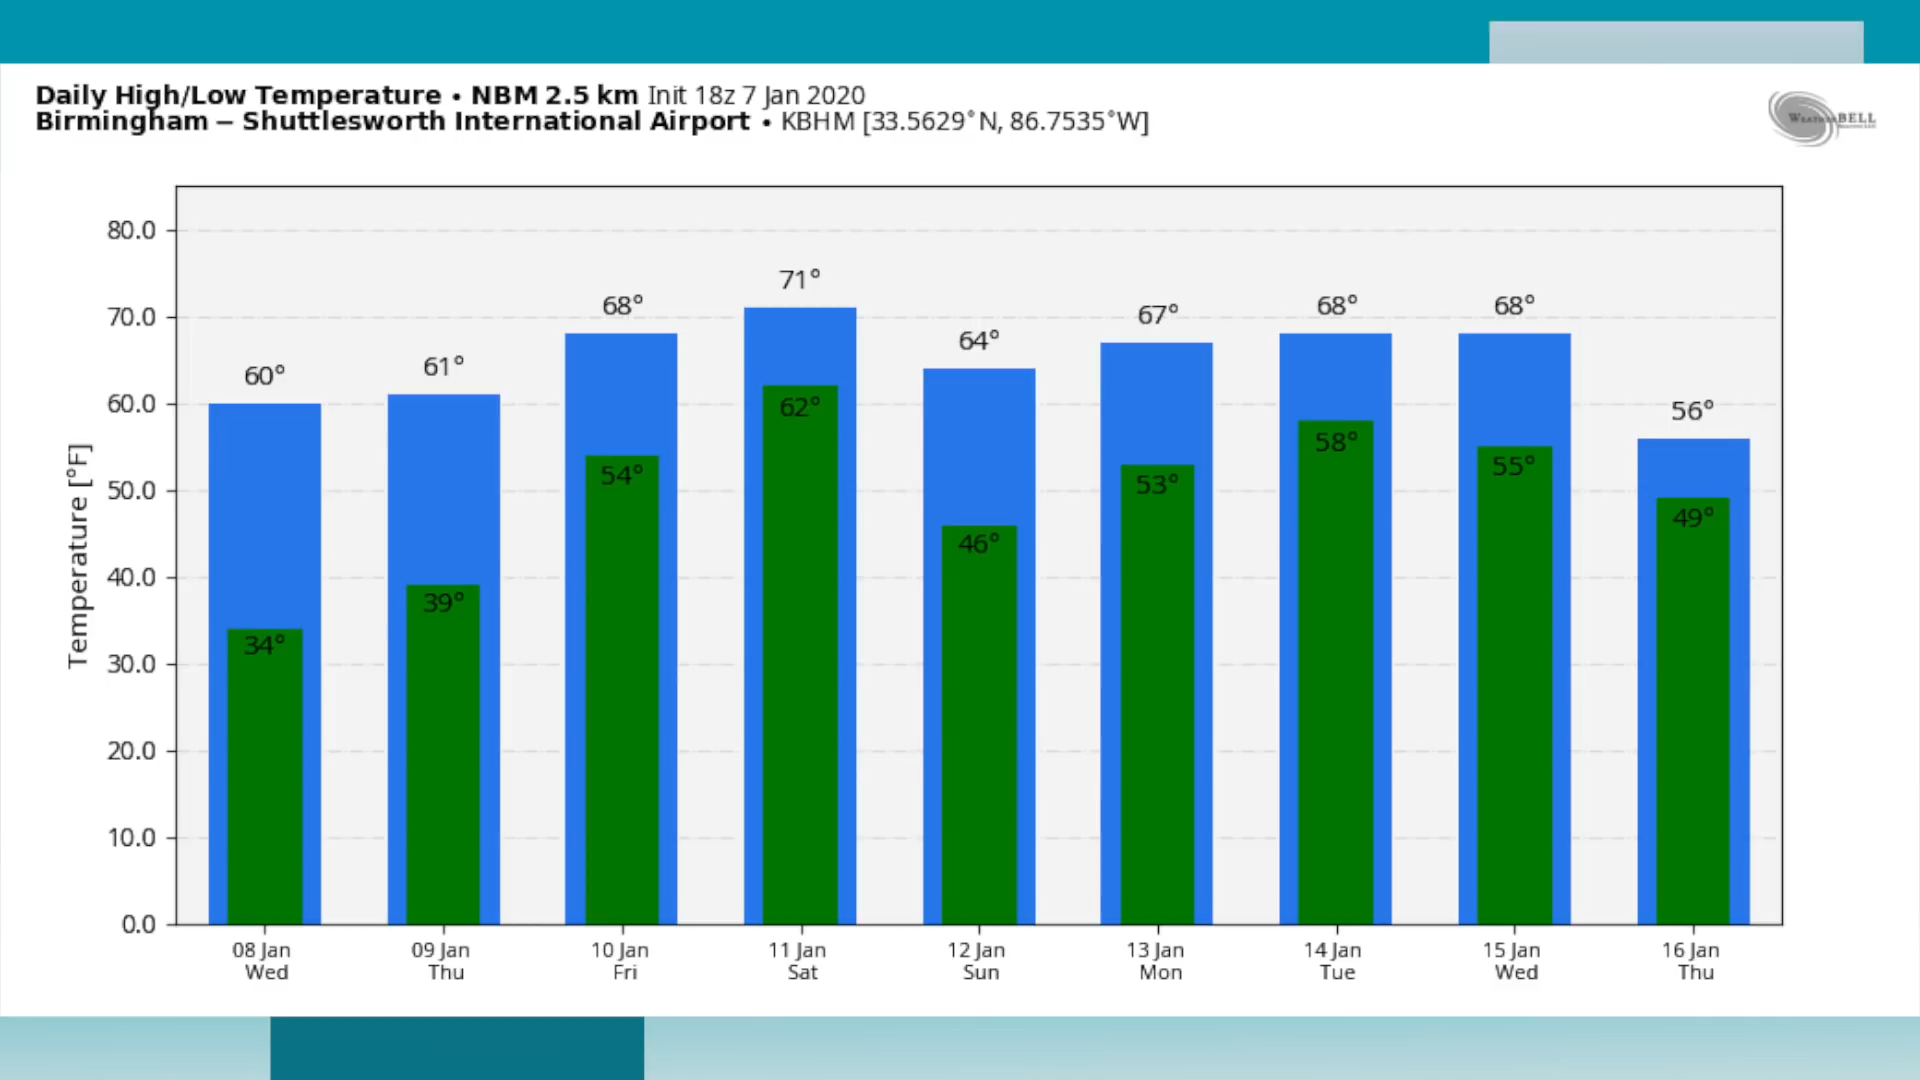 Daily High/Low Temperature • NBM 2.5 km Init 18z 7 Jan 2020
Birmingham – Shuttlesworth International Airport • KBHM [33.5629°N, 86.7535°W]
WEATHERBELL
Temperature [°F]
80.0
70.0
60.0
50.0
40.0
30.0
20.0
10.0
0.0
60° 61° 68° 71° 64° 67° 68° 68° 56°
34° 39° 54° 62° 46° 53° 58° 55° 49°
08 Jan 09 Jan 10 Jan 11 Jan 12 Jan 13 Jan 14 Jan 15 Jan 16 Jan
Wed Thu Fri Sat Sun Mon Tue Wed Thu